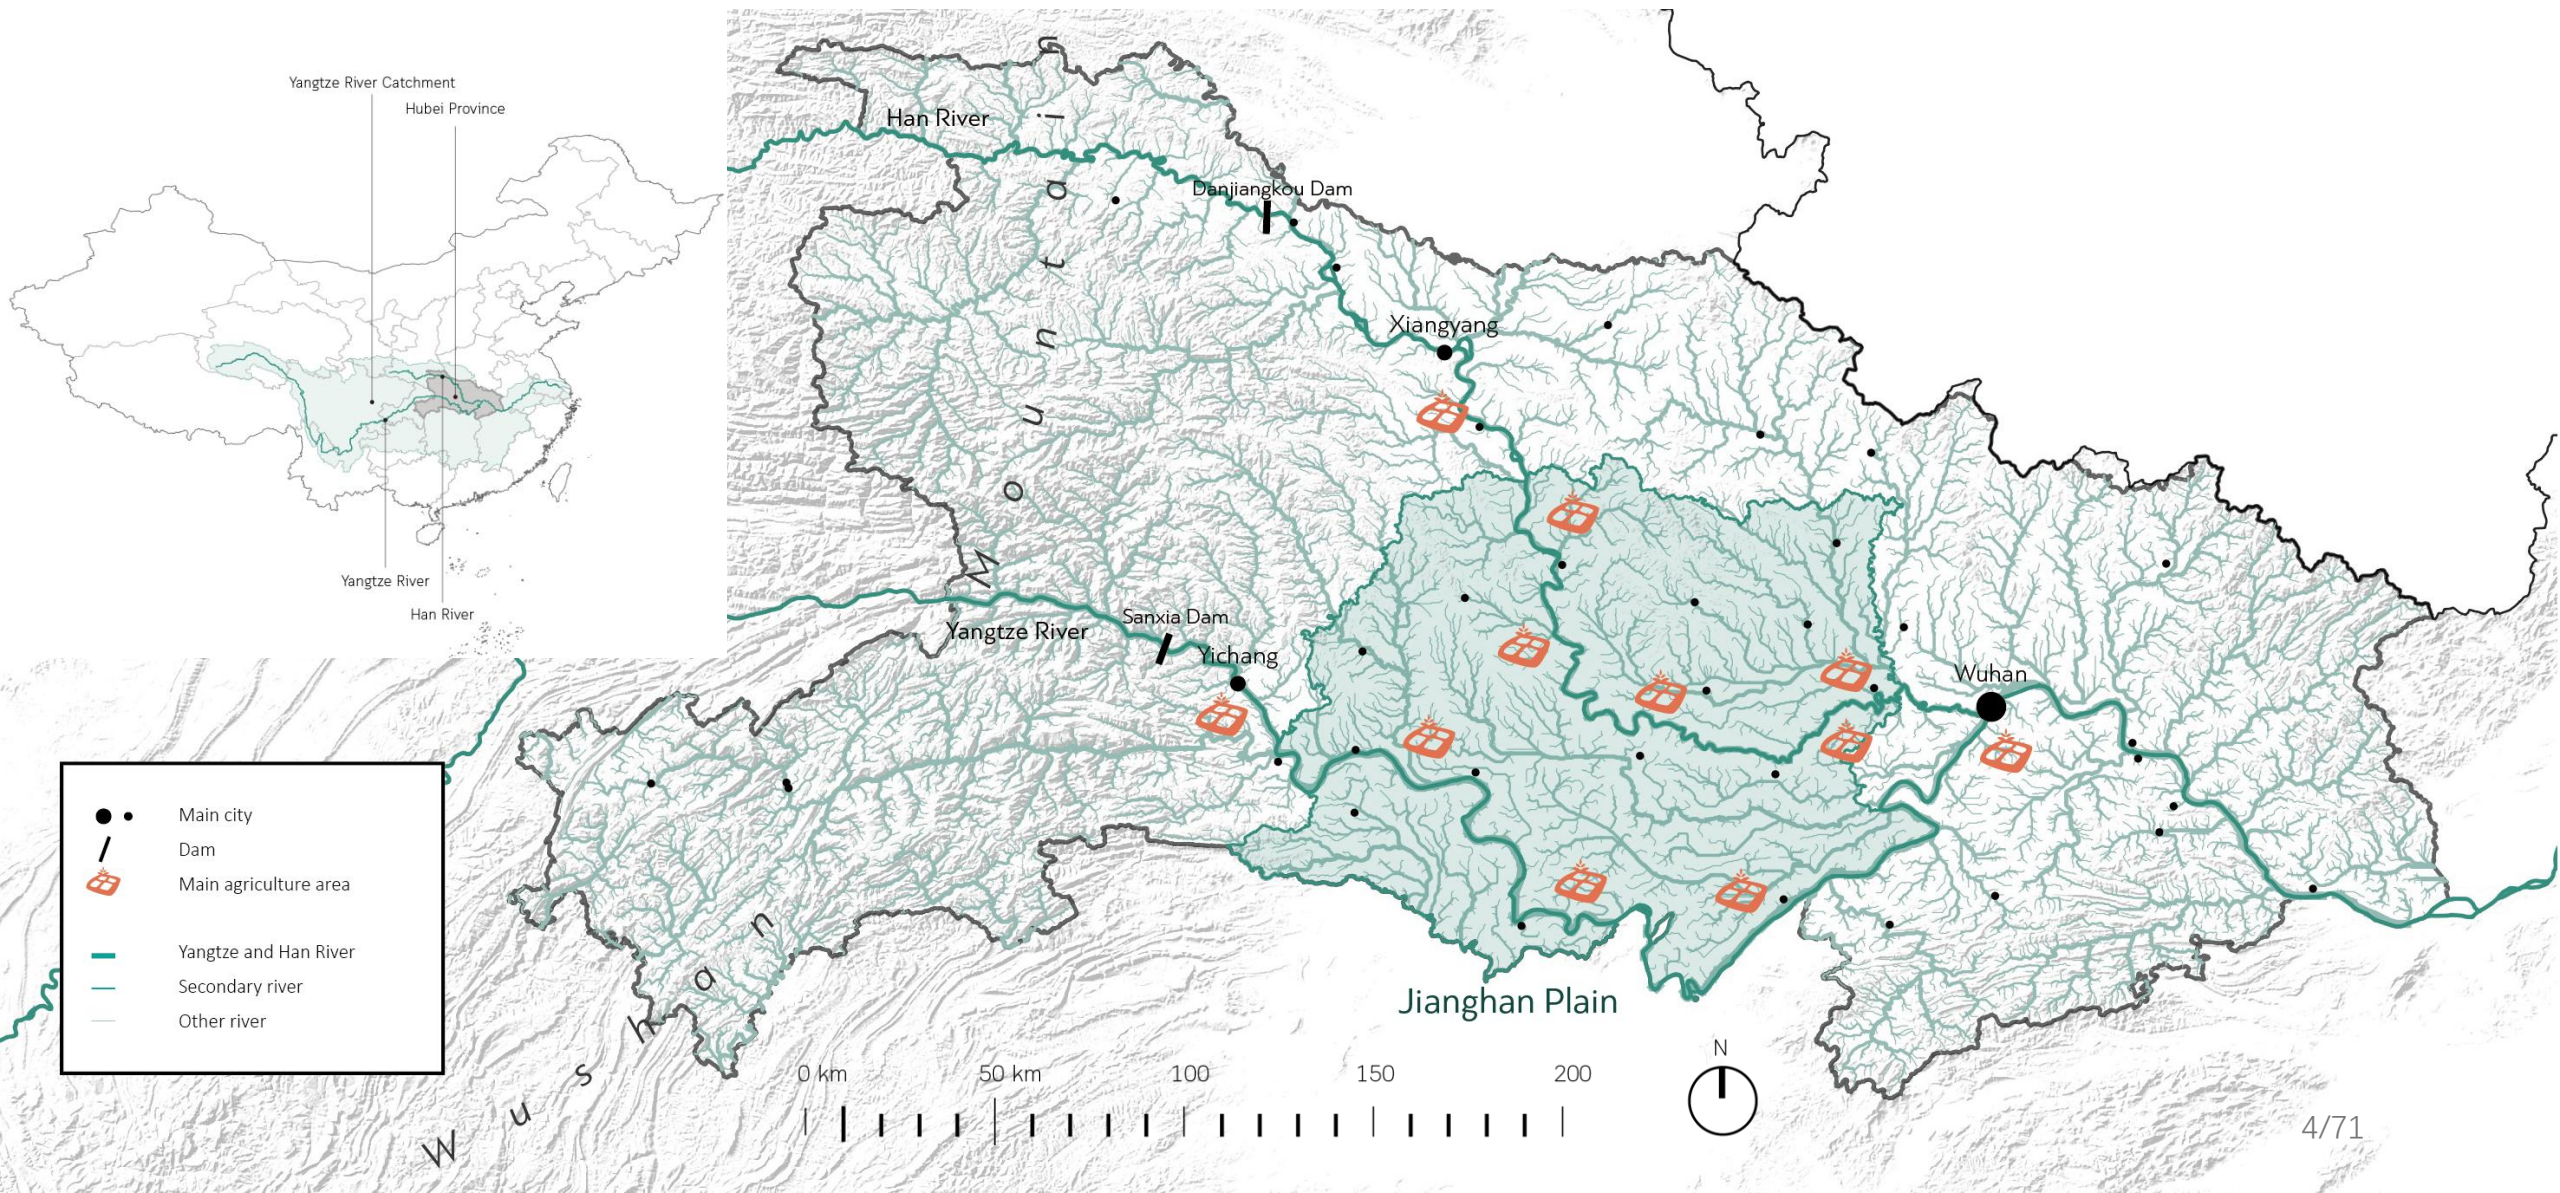 Yangtze River Catchment
Hubei Province
Yangtze River
Han River
Han River
Danjiangkou Dam
Xiangyang
Yangtze River
Sanxia Dam
Yichang
Wuhan
Wushan Mountain
Jianghan Plain
Main city
Dam
Main agriculture area
Yangtze and Han River
Secondary river
Other river
0 km 50 km 100 150 200
N
4/71